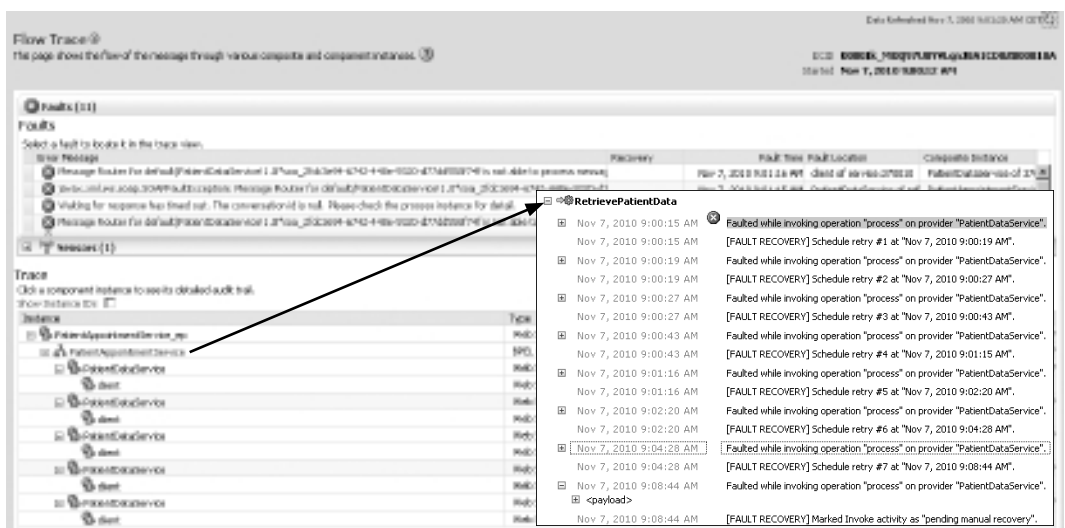 Flow Trace
This page shows the flow of the message through various composite and component instances.
Started Nov 7, 2010
Faults (11)
Faults
Select a fault to locate it in the trace view.
Error Message Recovery Fault Time Fault Location Composite Instance
Waiting for response has timed out. The conversation id is null. Please check the process instance for detail.
Sensors (1)
Trace
Click a component instance to see its detailed audit trail.
Show Instance IDs
Instance Type
PatientAppointmentService_ep
PatientAppointmentService
PatientDataService
client
PatientDataService
client
PatientDataService
client
PatientDataService
client
PatientDataService
client
RetrievePatientData
Nov 7, 2010 9:00:15 AM Faulted while invoking operation "process" on provider "PatientDataService".
Nov 7, 2010 9:00:15 AM [FAULT RECOVERY] Schedule retry #1 at "Nov 7, 2010 9:00:19 AM".
Nov 7, 2010 9:00:19 AM Faulted while invoking operation "process" on provider "PatientDataService".
Nov 7, 2010 9:00:19 AM [FAULT RECOVERY] Schedule retry #2 at "Nov 7, 2010 9:00:27 AM".
Nov 7, 2010 9:00:27 AM Faulted while invoking operation "process" on provider "PatientDataService".
Nov 7, 2010 9:00:27 AM [FAULT RECOVERY] Schedule retry #3 at "Nov 7, 2010 9:00:43 AM".
Nov 7, 2010 9:00:43 AM Faulted while invoking operation "process" on provider "PatientDataService".
Nov 7, 2010 9:00:43 AM [FAULT RECOVERY] Schedule retry #4 at "Nov 7, 2010 9:01:15 AM".
Nov 7, 2010 9:01:16 AM Faulted while invoking operation "process" on provider "PatientDataService".
Nov 7, 2010 9:01:16 AM [FAULT RECOVERY] Schedule retry #5 at "Nov 7, 2010 9:02:20 AM".
Nov 7, 2010 9:02:20 AM Faulted while invoking operation "process" on provider "PatientDataService".
Nov 7, 2010 9:02:20 AM [FAULT RECOVERY] Schedule retry #6 at "Nov 7, 2010 9:04:28 AM".
Nov 7, 2010 9:04:28 AM Faulted while invoking operation "process" on provider "PatientDataService".
Nov 7, 2010 9:04:28 AM [FAULT RECOVERY] Schedule retry #7 at "Nov 7, 2010 9:08:44 AM".
Nov 7, 2010 9:08:44 AM Faulted while invoking operation "process" on provider "PatientDataService".
<payload>
Nov 7, 2010 9:08:44 AM [FAULT RECOVERY] Marked Invoke activity as "pending manual recovery".